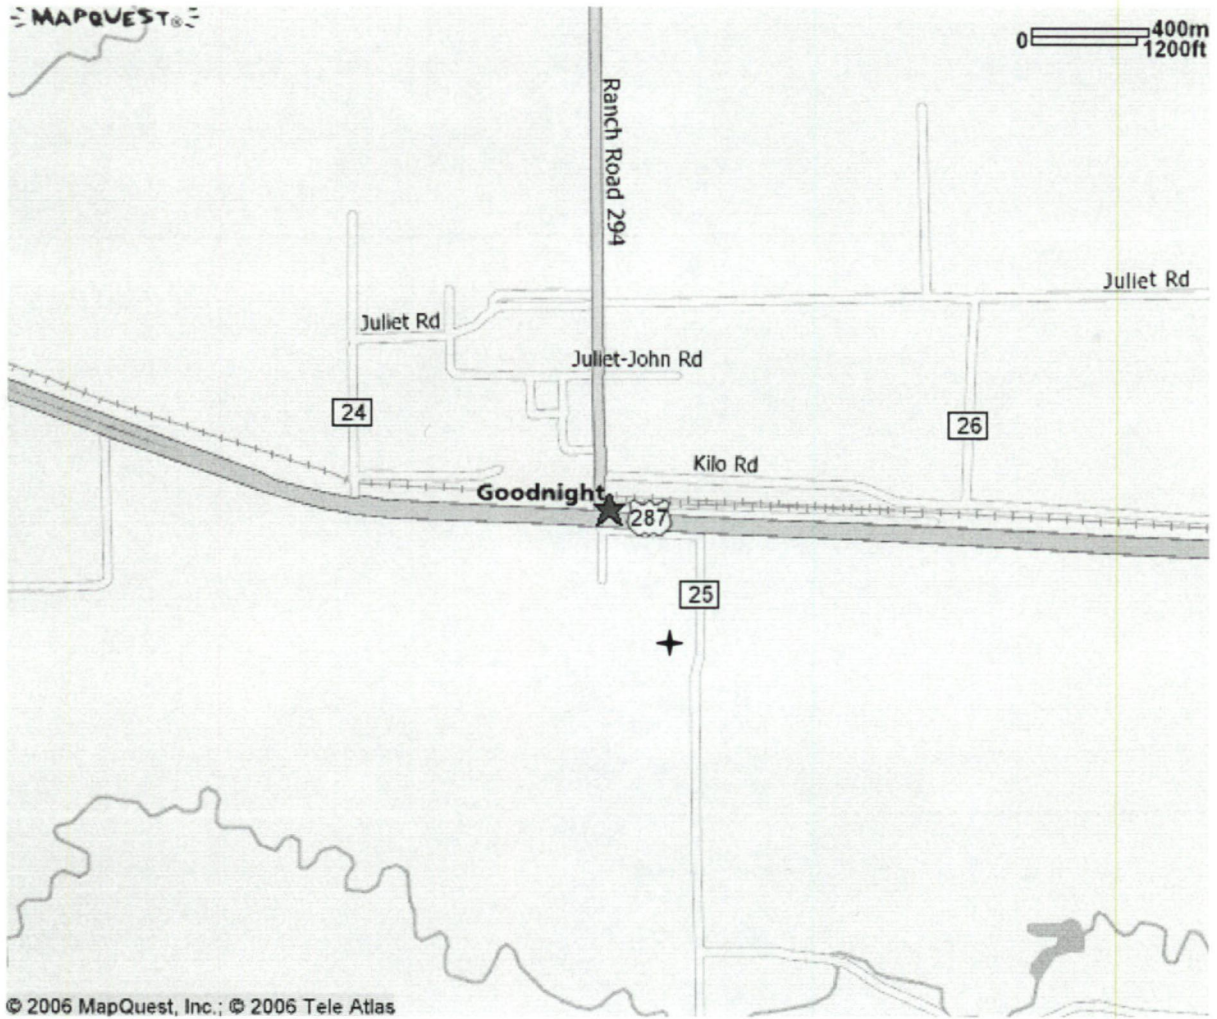 MAPQUEST®
0 400m
1200ft
Ranch Road 294
Juliet Rd
Juliet Rd
Juliet-John Rd
24
26
Kilo Rd
Goodnight
287
25
© 2006 MapQuest, Inc.; © 2006 Tele Atlas